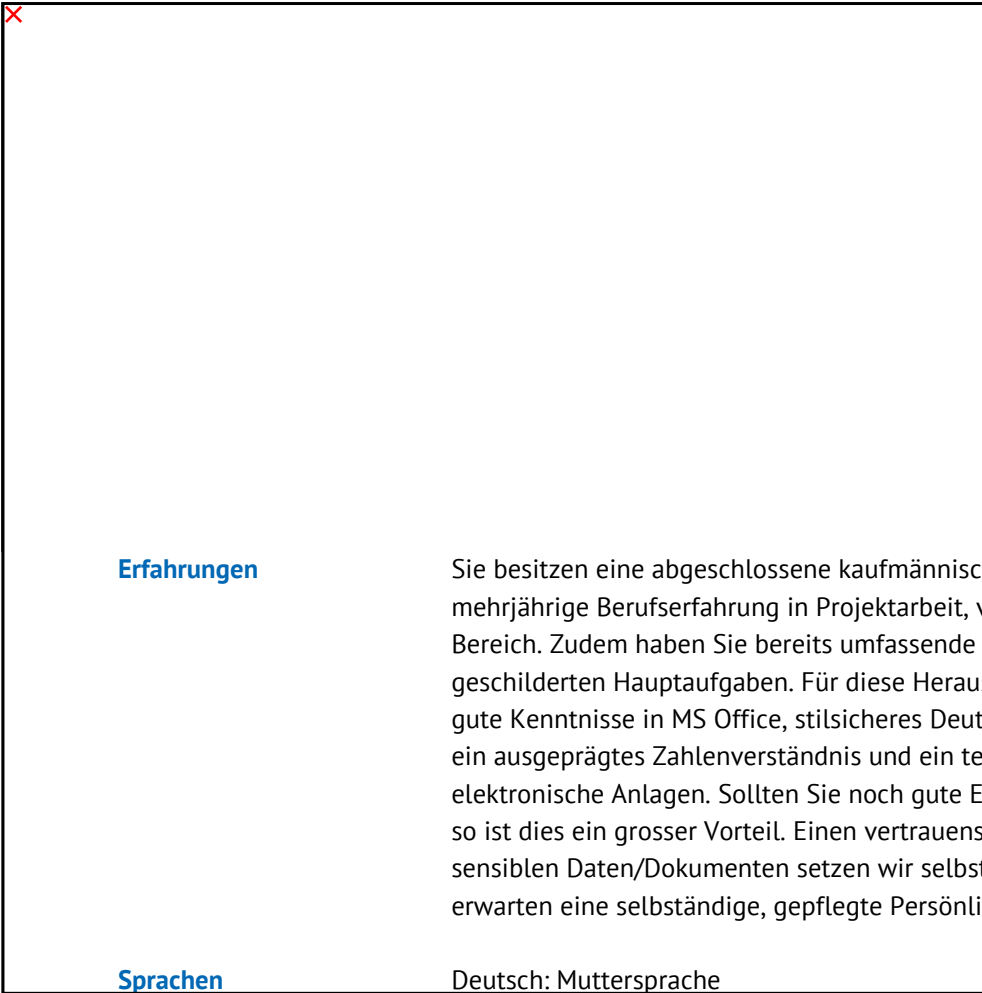 Erfahrungen Sie besitzen eine abgeschlossene kaufmännisc
mehrjährige Berufserfahrung in Projektarbeit,
Bereich. Zudem haben Sie bereits umfassende
geschilderten Hauptaufgaben. Für diese Herau
gute Kenntnisse in MS Office, stilsicheres Deut
ein ausgeprägtes Zahlenverständnis und ein te
elektronische Anlagen. Sollten Sie noch gute E
so ist dies ein grosser Vorteil. Einen vertrauens
sensiblen Daten/Dokumenten setzen wir selbst
erwarten eine selbständige, gepflegte Persönli
Sprachen Deutsch: Muttersprache